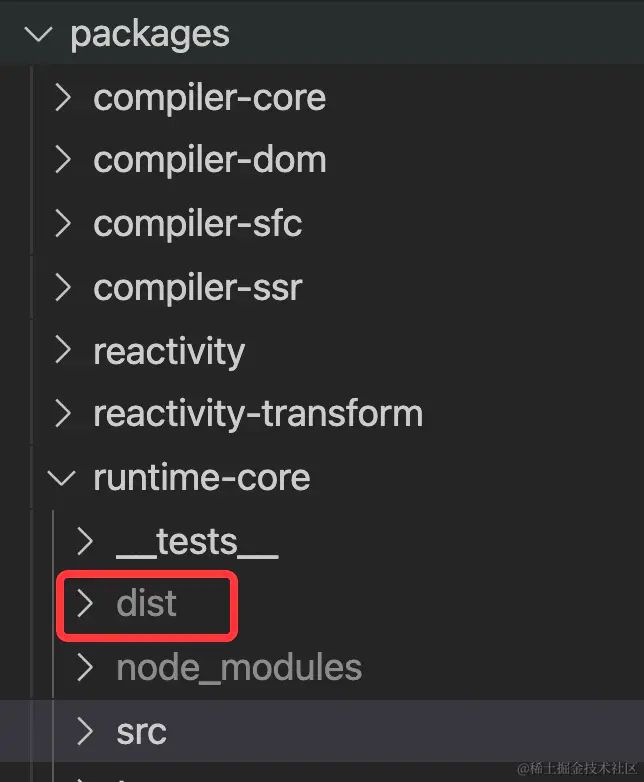 packages
compiler-core
compiler-dom
compiler-sfc
compiler-ssr
reactivity
reactivity-transform
runtime-core
__tests__
dist
node_modules
src
@稀土掘金技术社区